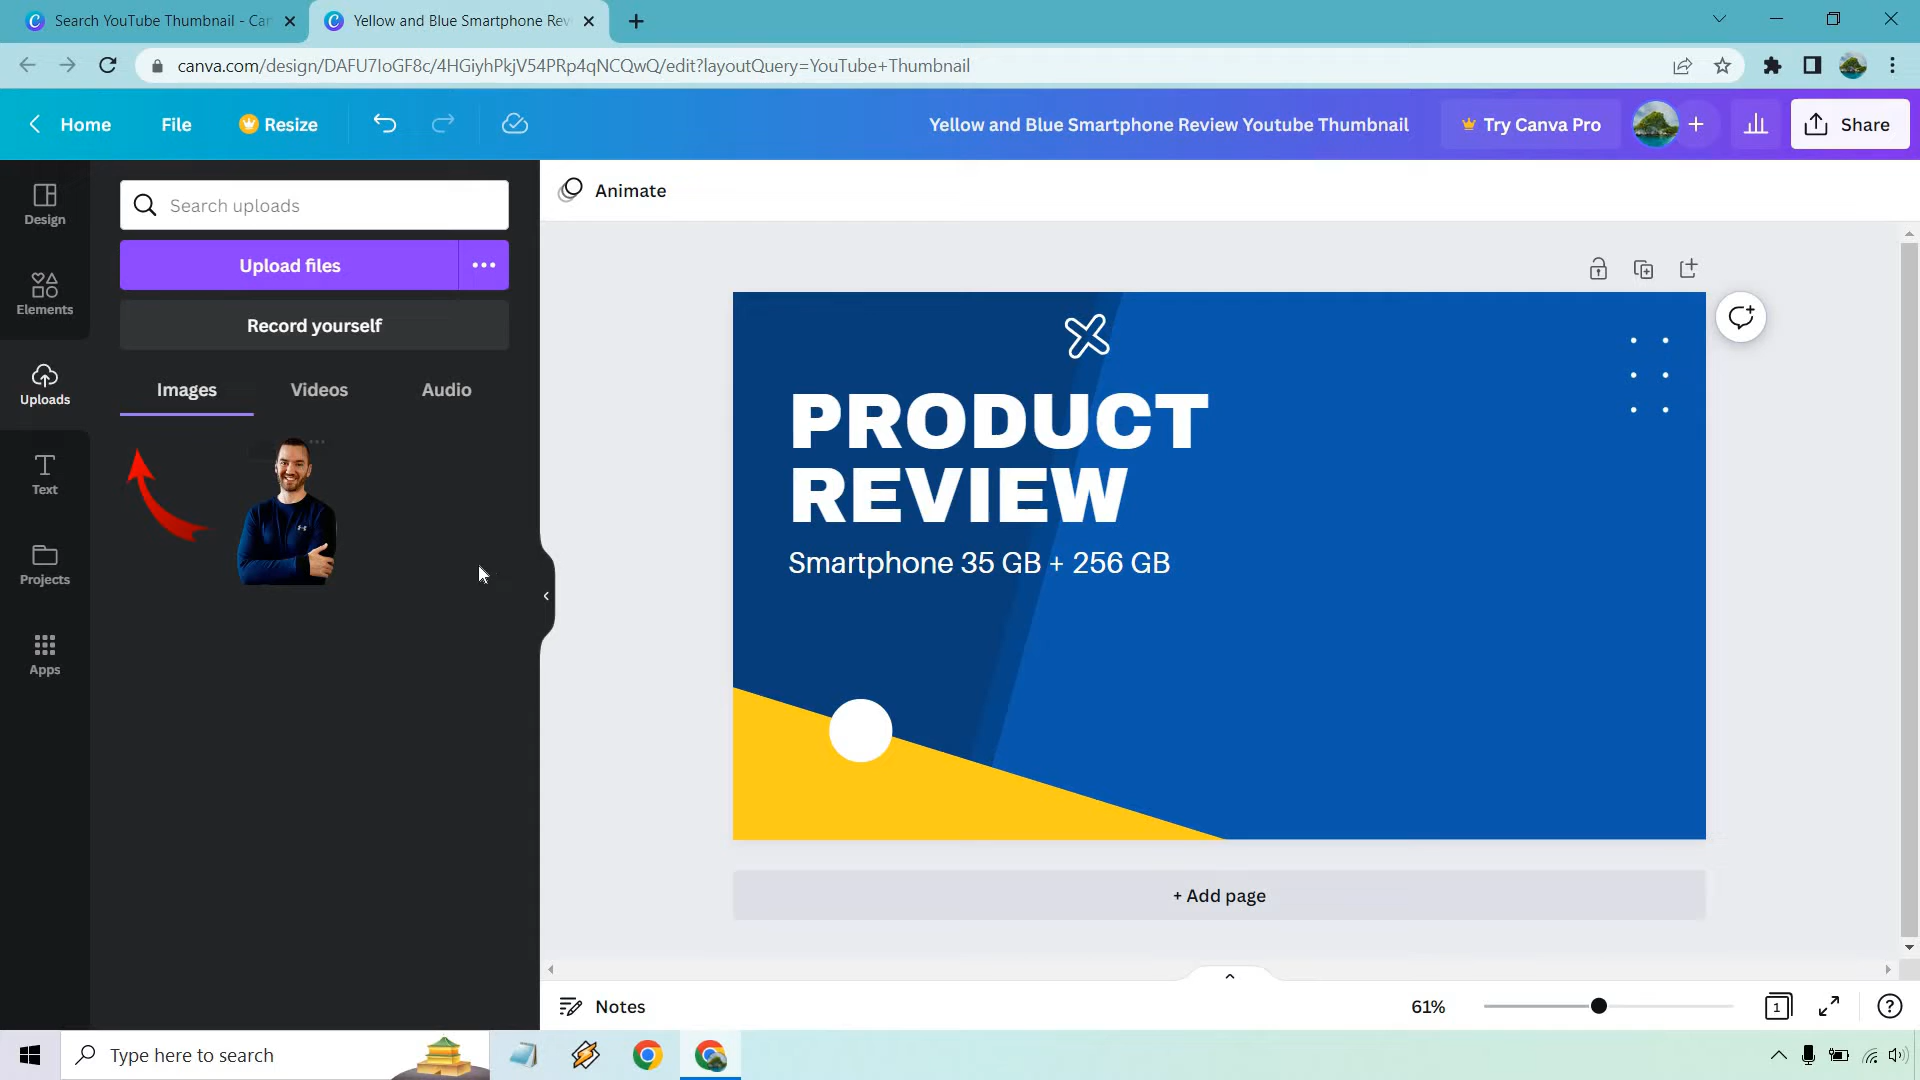 Search YouTube Thumbnail - Can
Yellow and Blue Smartphone Rev
canva.com/design/DAFU7IoGF8c/4HGiyhPkjV54PRp4qNCQwQ/edit?layoutQuery=YouTube+Thumbnail
Home
File
Resize
Yellow and Blue Smartphone Review Youtube Thumbnail
Try Canva Pro
Share
Design
Elements
Uploads
Text
Projects
Apps
Search uploads
Upload files
Record yourself
Images
Videos
Audio
Animate
PRODUCT
REVIEW
Smartphone 35 GB + 256 GB
+ Add page
Notes
61%
1
Type here to search